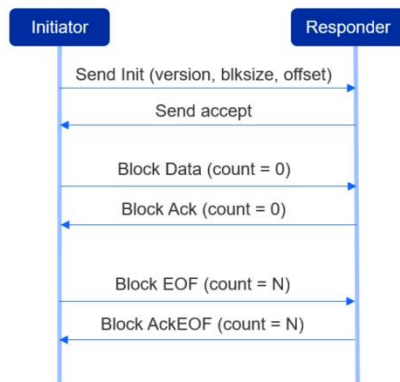 Initiator
Responder
Send Init (version, blksize, offset)
Send accept
Block Data (count = 0)
Block Ack (count = 0)
Block EOF (count = N)
Block AckEOF (count = N)